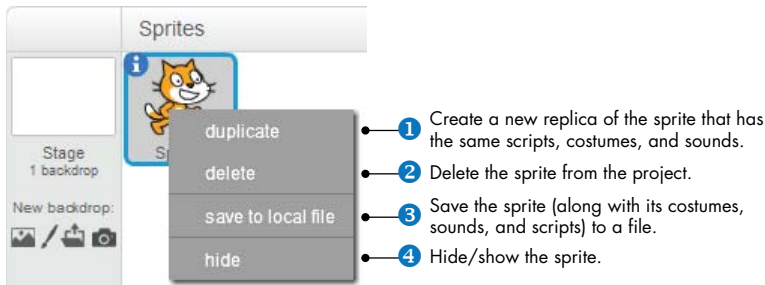 Sprites
Stage
1 backdrop
New backdrop:
duplicate
delete
save to local file
hide
1 Create a new replica of the sprite that has
the same scripts, costumes, and sounds.
2 Delete the sprite from the project.
3 Save the sprite (along with its costumes,
sounds, and scripts) to a file.
4 Hide/show the sprite.